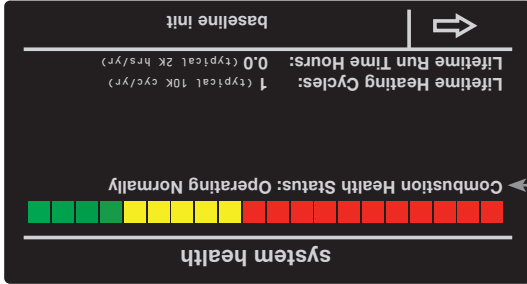 system health
Combustion Health Status: Operating Normally
Lifetime Heating Cycles: 1 (typical 10K cyc/yr)
Lifetime Run Time Hours: 0.0 (typical 2K hrs/yr)
baseline init